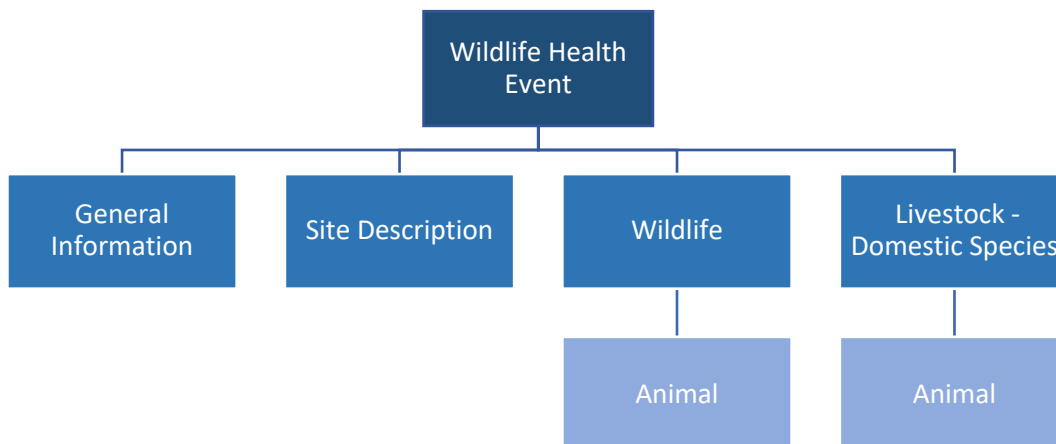 Wildlife Health
Event
General
Information
Site Description
Wildlife
Livestock -
Domestic Species
Animal
Animal